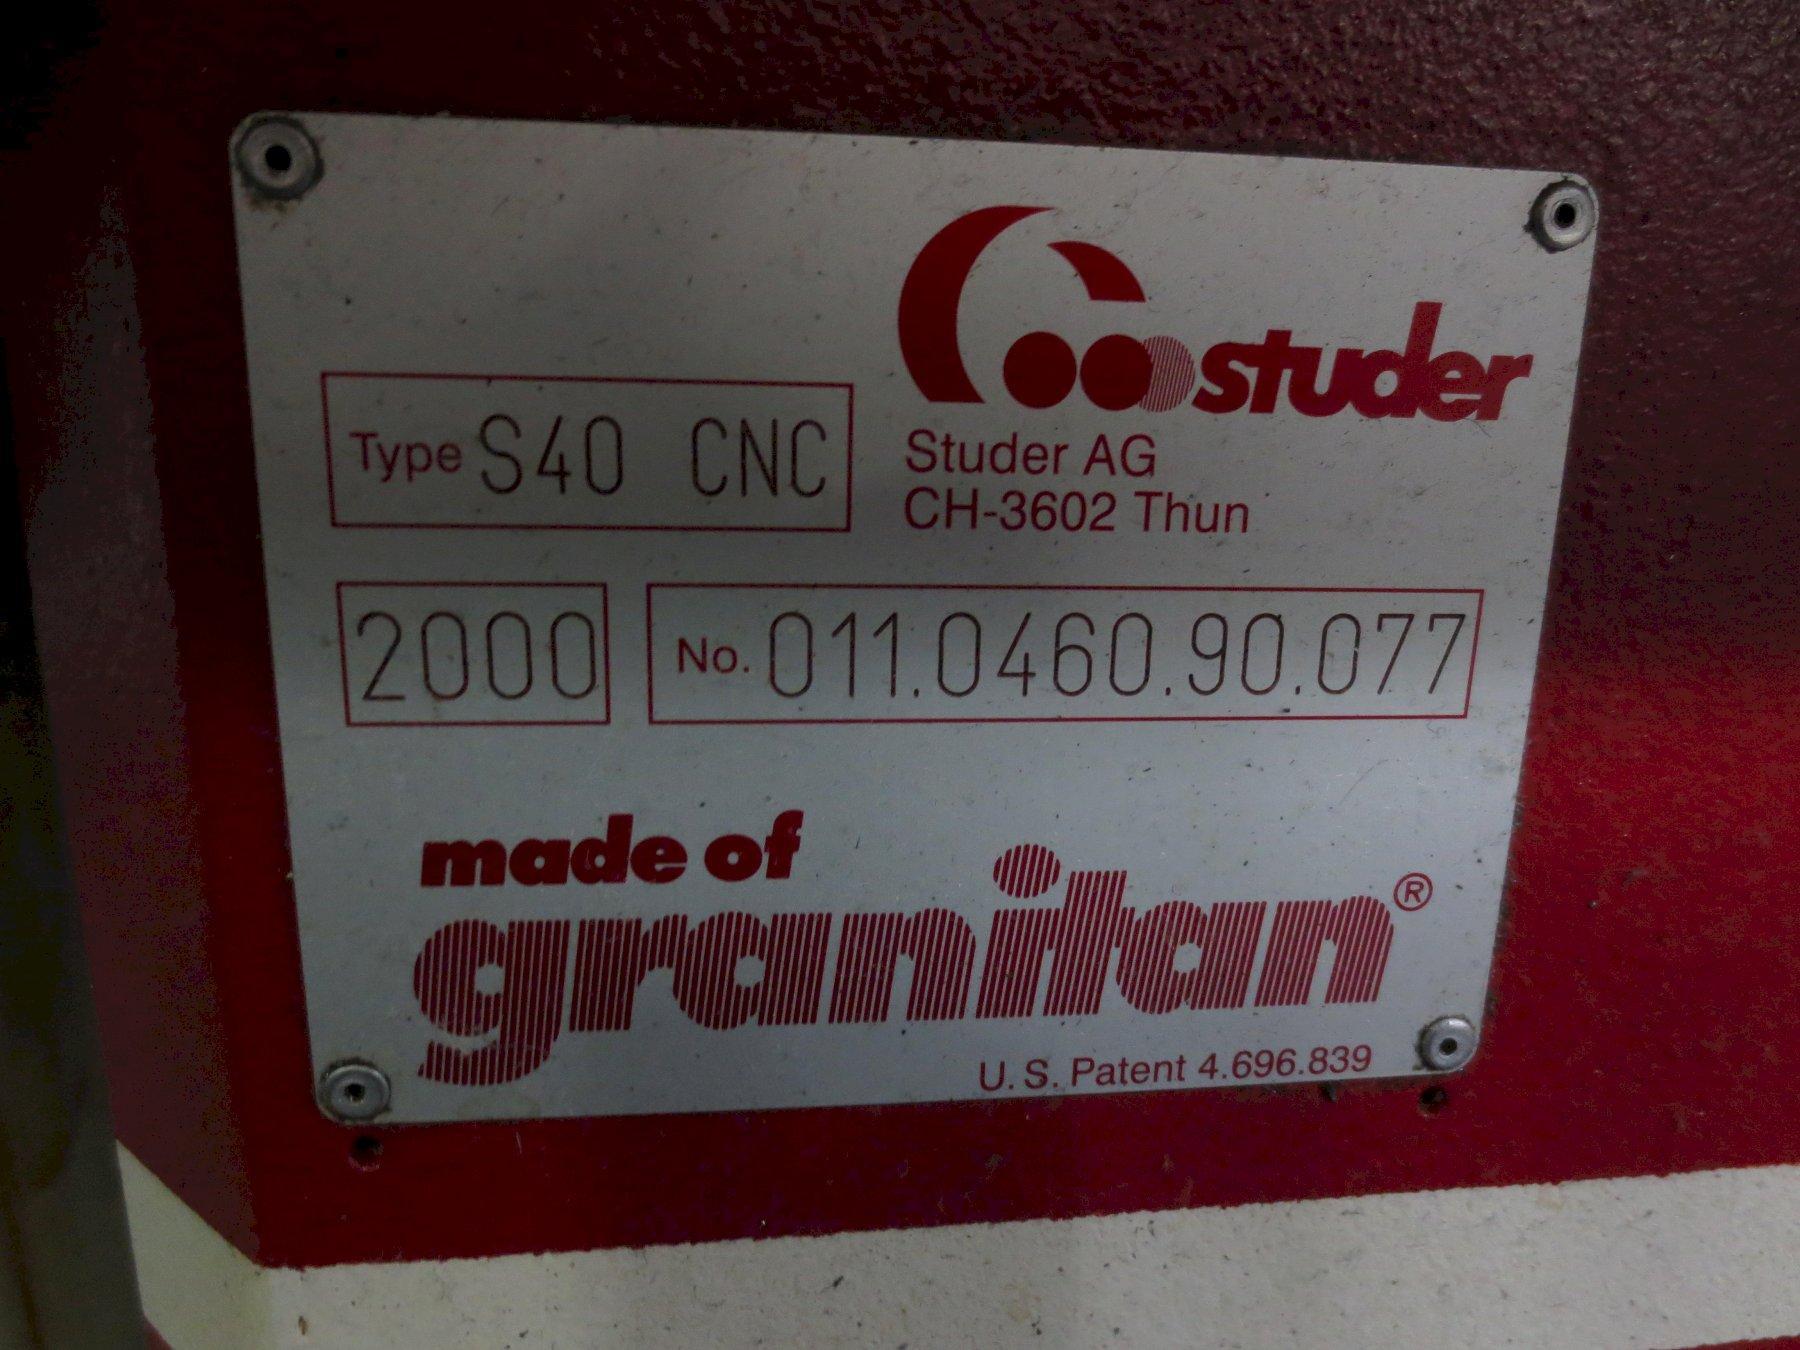 studer
Type S40 CNC
Studer AG
CH-3602 Thun
2000
No. 011.0460.90.077
made of
granitan®
U.S. Patent 4.696.839